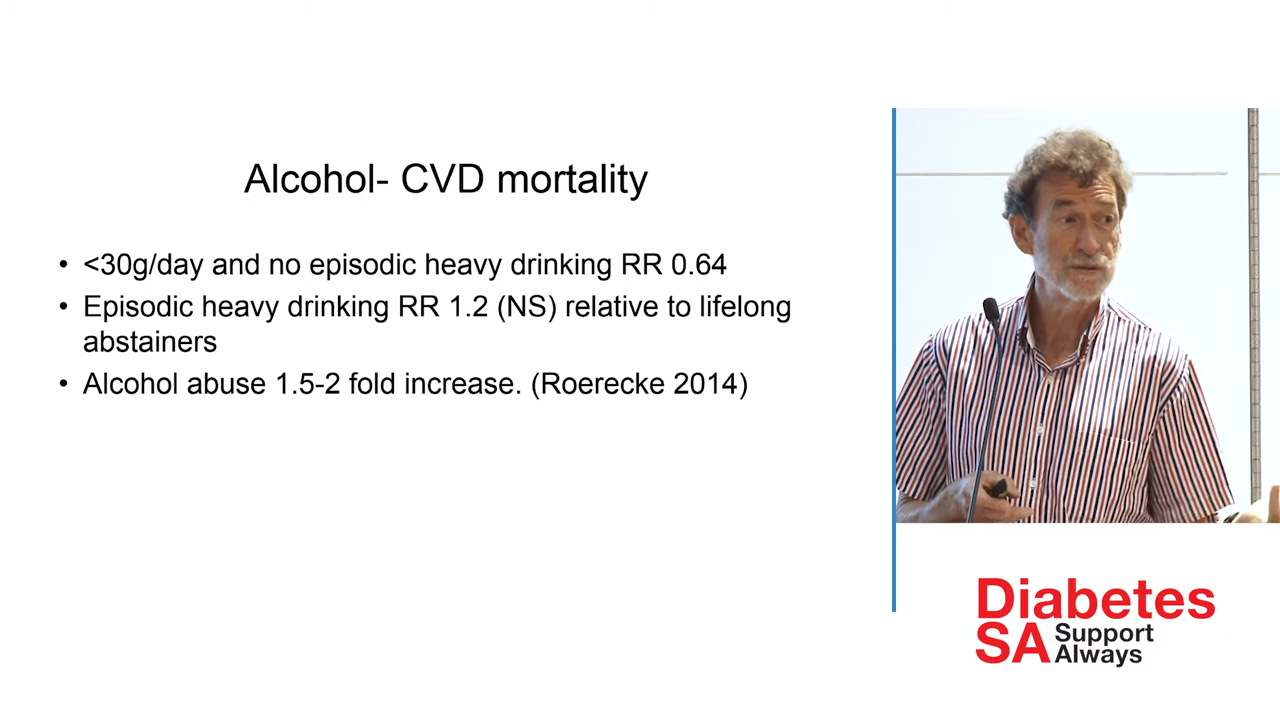 Alcohol- CVD mortality
• <30g/day and no episodic heavy drinking RR 0.64
• Episodic heavy drinking RR 1.2 (NS) relative to lifelong
abstainers
• Alcohol abuse 1.5-2 fold increase. (Roerecke 2014)
Diabetes
SA Support
Always